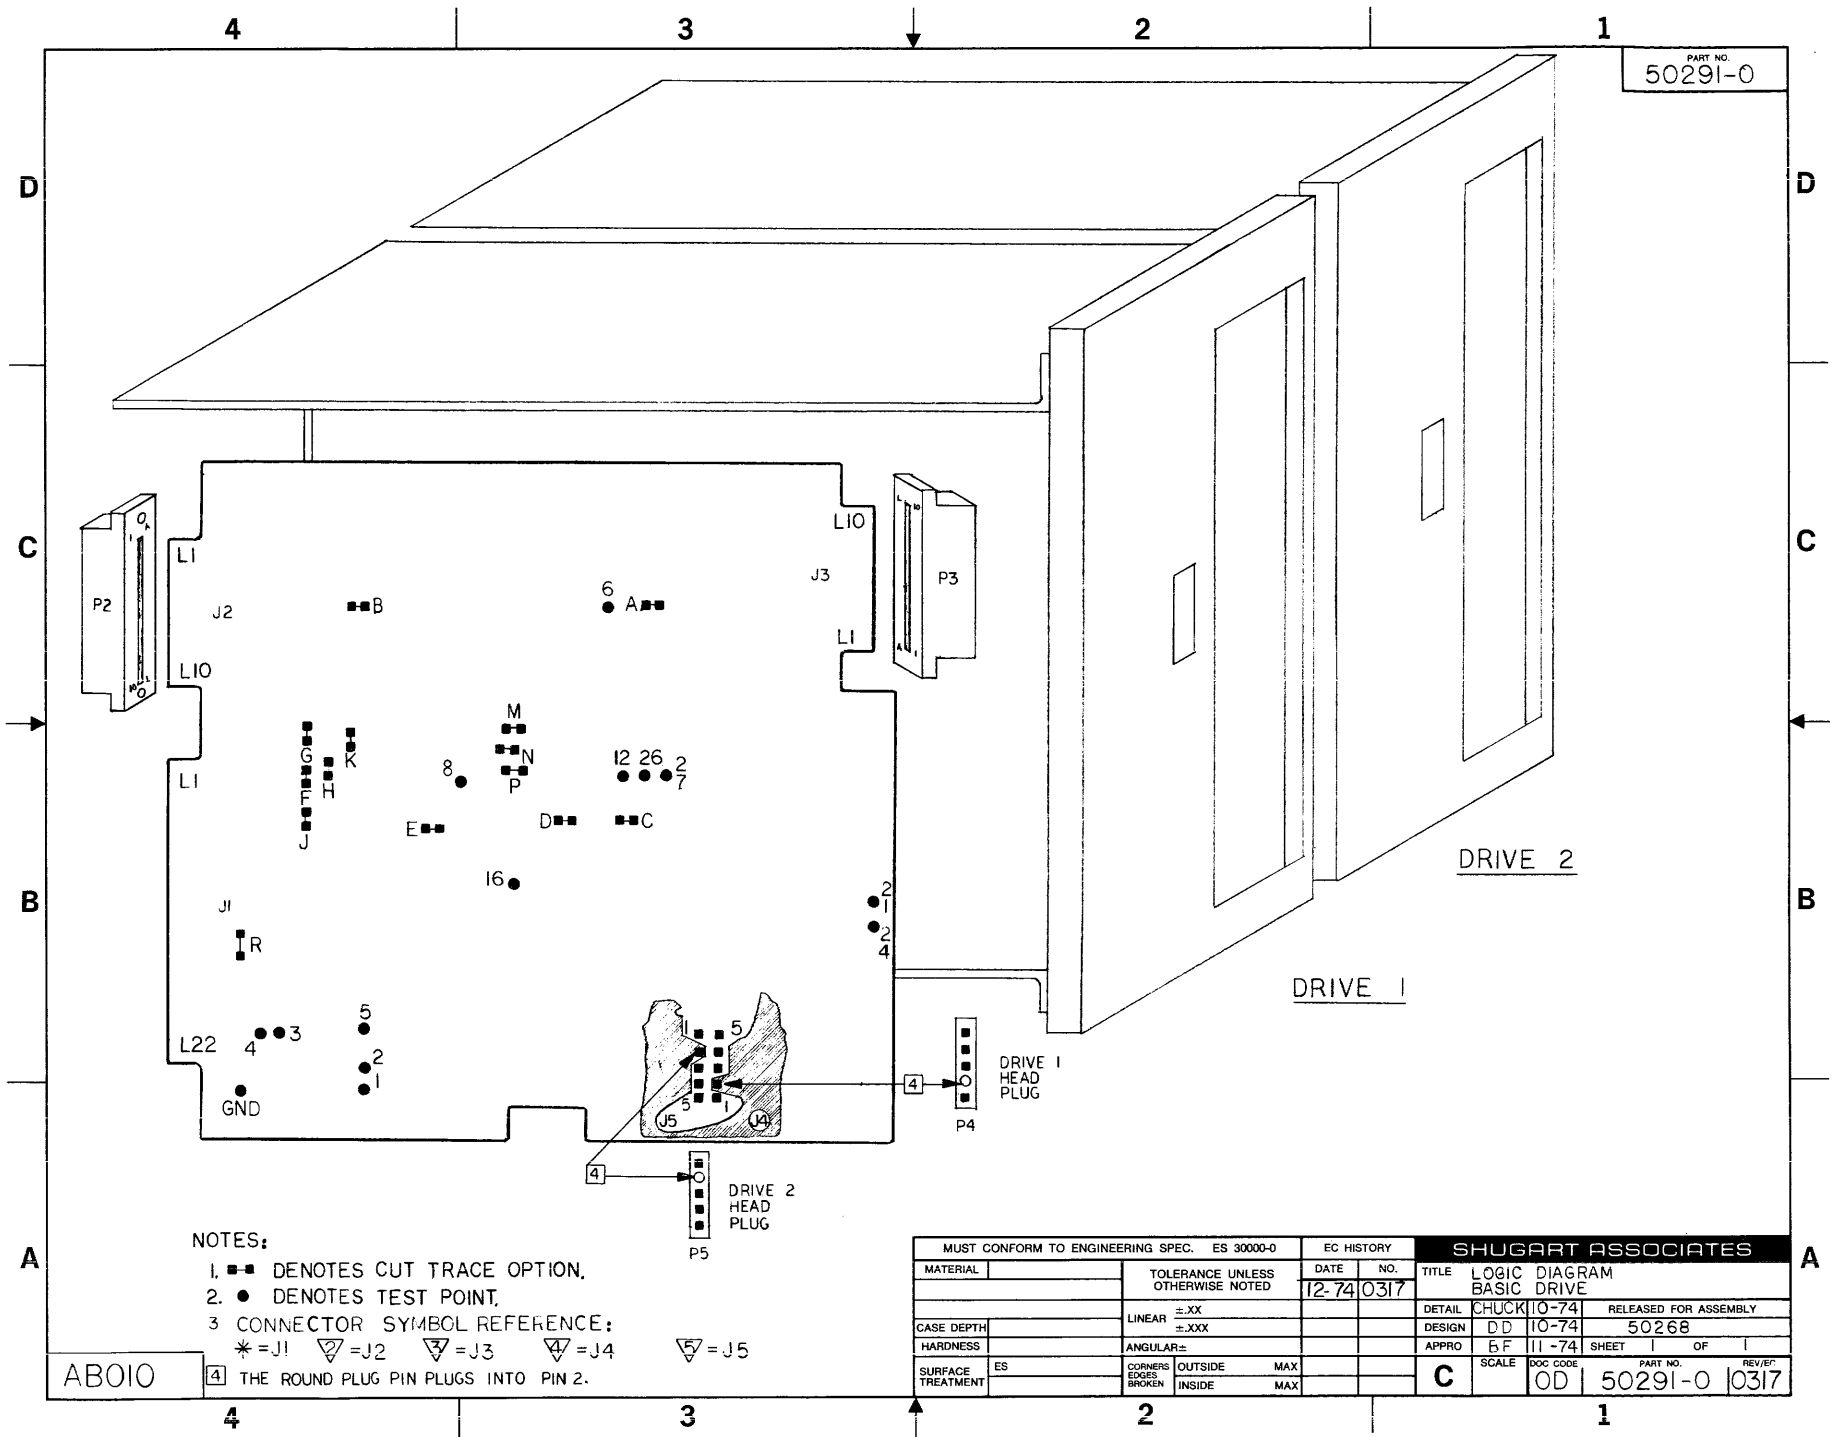 4 3 2 1
PART NO.
50291-0
D D
C C
B B
A A
P2
L1
J2
L10
B
6
A
L10
J3
L1
P3
M
N
P
G
K
H
F
J
8
12 26 2
7
L1
E
D
C
16
J1
R
2
1
2
4
DRIVE 2
DRIVE 1
L22
4
3
5
2
1
GND
1 5
5 1
J5 J4
4
DRIVE 1
HEAD
PLUG
P4
4
DRIVE 2
HEAD
PLUG
P5
NOTES:
1. DENOTES CUT TRACE OPTION.
2. DENOTES TEST POINT.
3 CONNECTOR SYMBOL REFERENCE:
* = J1 2 = J2 3 = J3 4 = J4 5 = J5
4 THE ROUND PLUG PIN PLUGS INTO PIN 2.
AB010
MUST CONFORM TO ENGINEERING SPEC. ES 30000-0
MATERIAL
TOLERANCE UNLESS
OTHERWISE NOTED
LINEAR ±.XX
±.XXX
CASE DEPTH
HARDNESS
ANGULAR±
SURFACE
TREATMENT
ES
CORNERS
EDGES
BROKEN
OUTSIDE MAX
INSIDE MAX
EC HISTORY
DATE NO.
12-74 0317
SHUGART ASSOCIATES
TITLE LOGIC DIAGRAM
BASIC DRIVE
DETAIL CHUCK 10-74 RELEASED FOR ASSEMBLY
DESIGN DD 10-74 50268
APPRO BF 11-74 SHEET 1 OF 1
C
SCALE
DOC CODE
OD
PART NO.
50291-0
REV/EC
0317
4 3 2 1